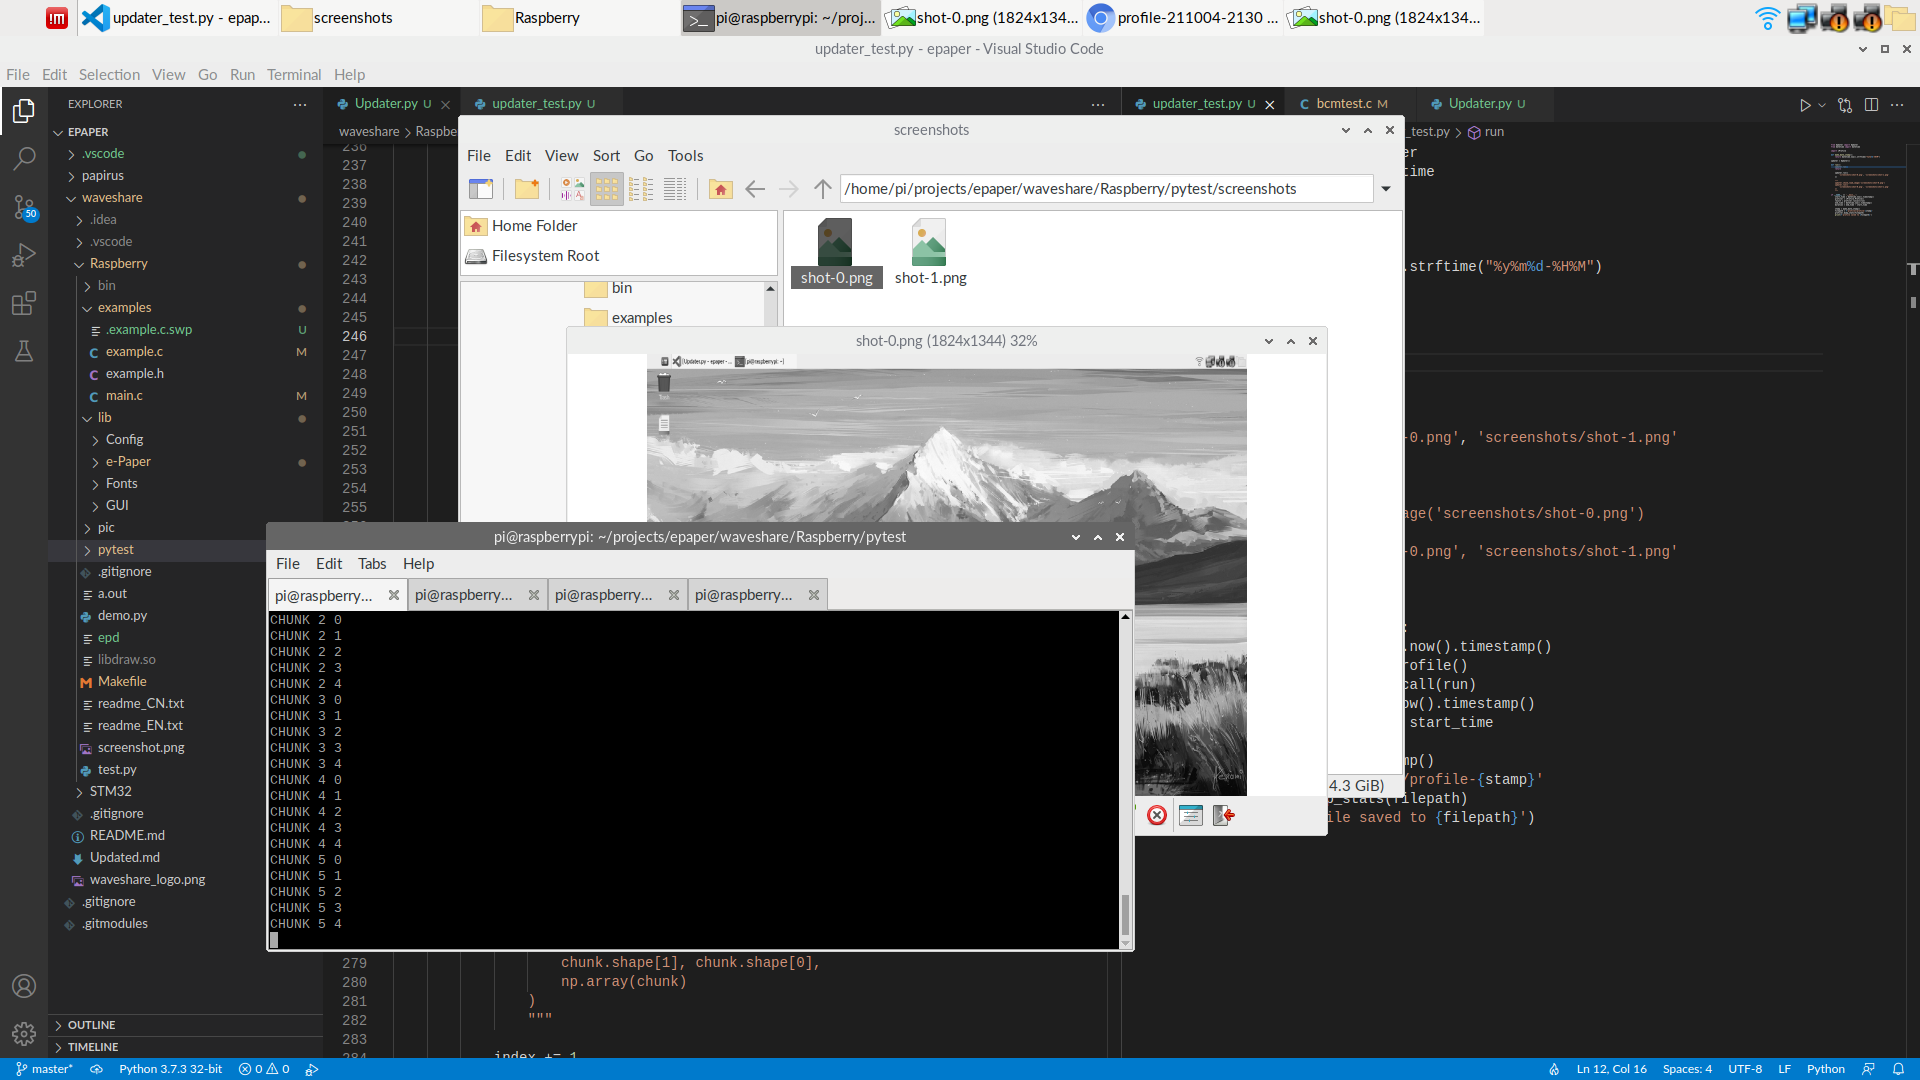 !m
updater_test.py - epap...
screenshots
Raspberry
pi@raspberrypi: ~/proj...
shot-0.png (1824x134...
profile-211004-2130 ...
shot-0.png (1824x134...
updater_test.py - epaper - Visual Studio Code
File Edit Selection View Go Run Terminal Help
EXPLORER
EPAPER
.vscode
papirus
waveshare
.idea
.vscode
Raspberry
bin
examples
.example.c.swp U
example.c M
example.h
main.c M
lib
Config
e-Paper
Fonts
GUI
pic
pytest
.gitignore
a.out
demo.py
epd
libdraw.so
Makefile
readme_CN.txt
readme_EN.txt
screenshot.png
test.py
STM32
.gitignore
README.md
Updated.md
waveshare_logo.png
.gitignore
.gitmodules
OUTLINE
TIMELINE
50
Updater.py U
updater_test.py U
updater_test.py U
bcmtest.c M
Updater.py U
waveshare > Raspbe
_test.py > run
236
237
238
239
240
241
242
243
244
245
246
247
248
249
250
251
252
253
254
255
screenshots
File Edit View Sort Go Tools
/home/pi/projects/epaper/waveshare/Raspberry/pytest/screenshots
Home Folder
Filesystem Root
bin
examples
shot-0.png
shot-1.png
4.3 GiB)
shot-0.png (1824x1344) 32%
pi@raspberrypi: ~/projects/epaper/waveshare/Raspberry/pytest
File Edit Tabs Help
pi@raspberry...
pi@raspberry...
pi@raspberry...
pi@raspberry...
CHUNK 2 0
CHUNK 2 1
CHUNK 2 2
CHUNK 2 3
CHUNK 2 4
CHUNK 3 0
CHUNK 3 1
CHUNK 3 2
CHUNK 3 3
CHUNK 3 4
CHUNK 4 0
CHUNK 4 1
CHUNK 4 2
CHUNK 4 3
CHUNK 4 4
CHUNK 5 0
CHUNK 5 1
CHUNK 5 2
CHUNK 5 3
CHUNK 5 4
er
time
.strftime("%y%m%d-%H%M")
-0.png', 'screenshots/shot-1.png'
age('screenshots/shot-0.png')
-0.png', 'screenshots/shot-1.png'
:
.now().timestamp()
rofile()
call(run)
ow().timestamp()
start_time
mp()
/profile-{stamp}'
p_stats(filepath)
ile saved to {filepath}')
279 chunk.shape[1], chunk.shape[0],
280 np.array(chunk)
281 )
282 """
283
284 index += 1
master*
Python 3.7.3 32-bit
0 0
Ln 12, Col 16
Spaces: 4
UTF-8
LF
Python